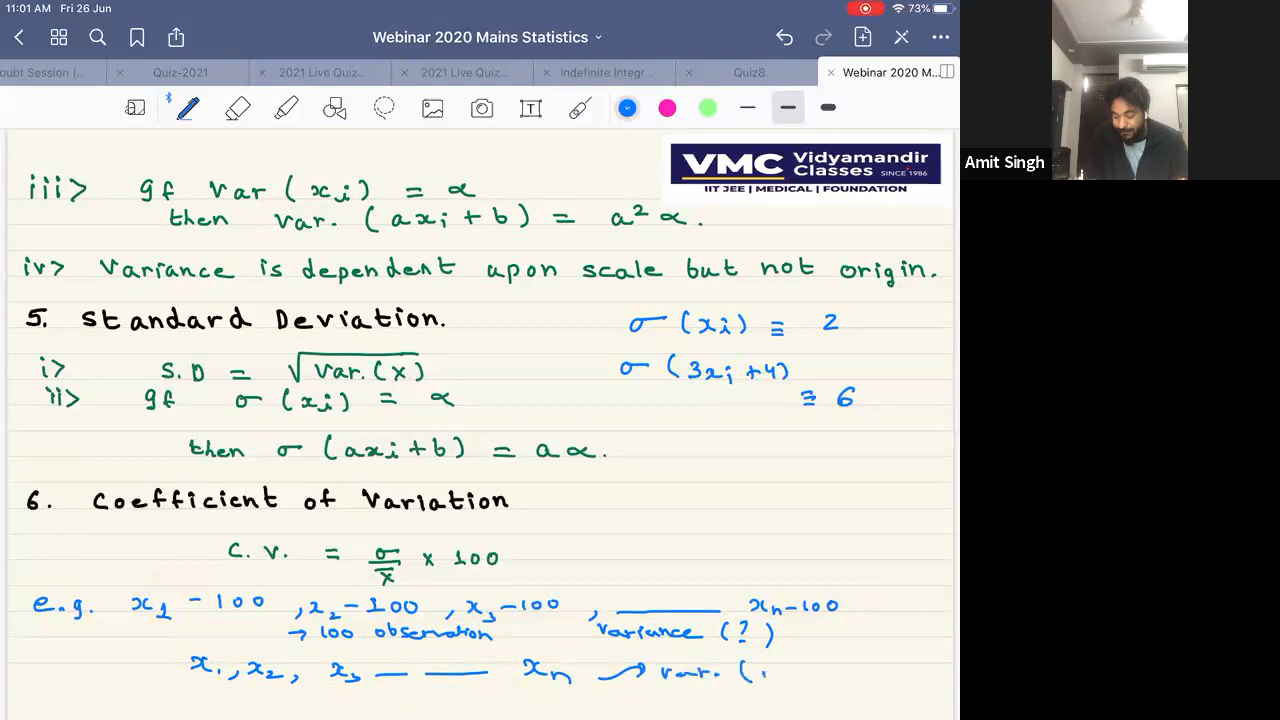 11:01 AM Fri 26 Jun
73%
Webinar 2020 Mains Statistics
oubt Session (...
Quiz-2021
2021 Live Quiz...
2021 Live Quiz...
Indefinite Integr...
Quiz8
Webinar 2020 M...
VMC Vidyamandir Classes SINCE 1986
IIT JEE | MEDICAL | FOUNDATION
Amit Singh
iii> If var (xi) = α
then var. (axi + b) = a² α.
iv> Variance is dependent upon scale but not origin.
5. Standard Deviation.
σ (xi) ≡ 2
i> S.D = √var.(x)
σ (3xi + 4)
≡ 6
ii> If σ (xi) = α
then σ (axi + b) = aα.
6. Coefficient of Variation
C.V. = σ/x̄ × 100
e.g. x1 - 100, x2 - 100, x3 - 100, ——— xn - 100
→ 100 observation variance (?)
x1, x2, x3 — —— xn → var. (